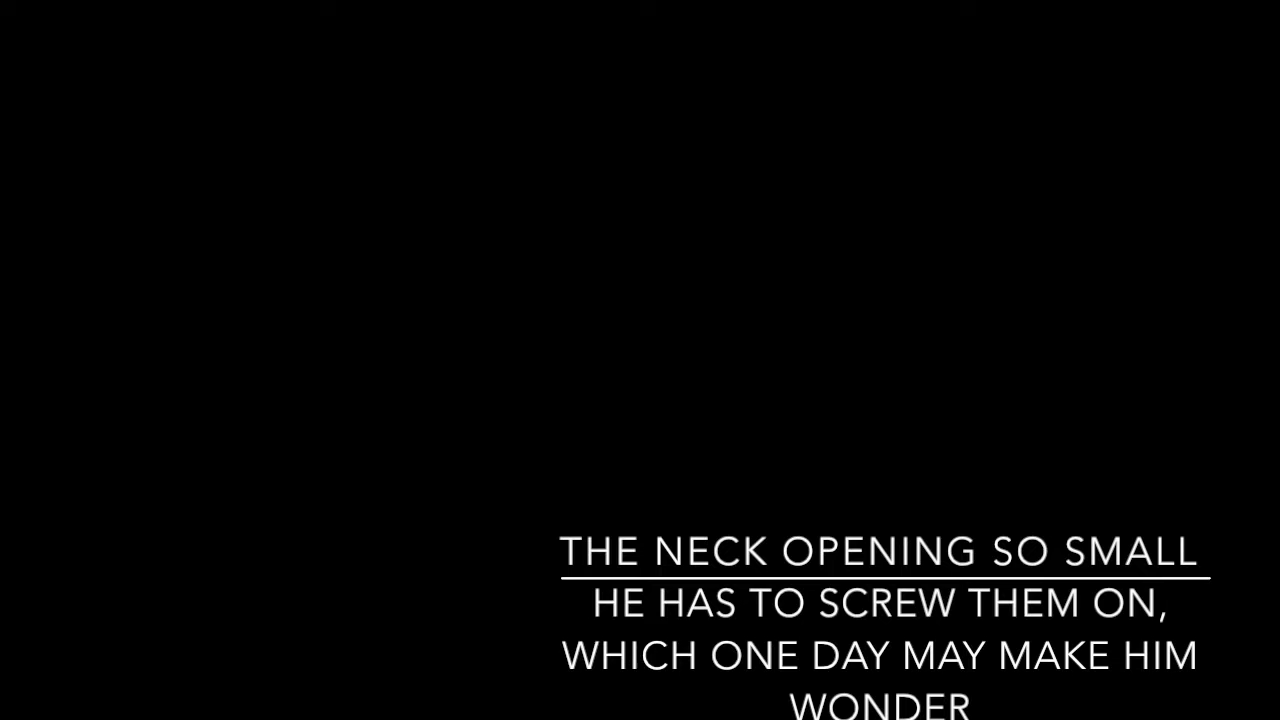 THE NECK OPENING SO SMALL
HE HAS TO SCREW THEM ON,
WHICH ONE DAY MAY MAKE HIM
WONDER